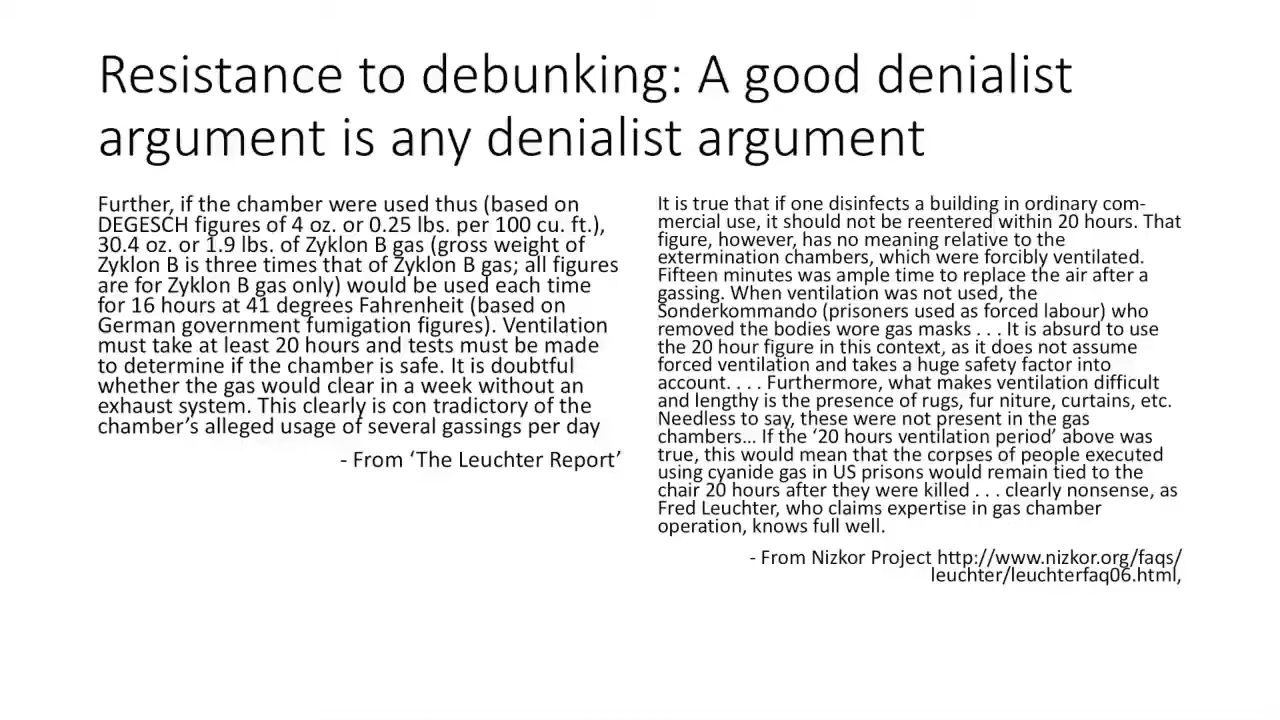 Resistance to debunking: A good denialist
argument is any denialist argument
Further, if the chamber were used thus (based on
DEGESCH figures of 4 oz. or 0.25 lbs. per 100 cu. ft.),
30.4 oz. or 1.9 lbs. of Zyklon B gas (gross weight of
Zyklon B is three times that of Zyklon B gas; all figures
are for Zyklon B gas only) would be used each time
for 16 hours at 41 degrees Fahrenheit (based on
German government fumigation figures). Ventilation
must take at least 20 hours and tests must be made
to determine if the chamber is safe. It is doubtful
whether the gas would clear in a week without an
exhaust system. This clearly is con tradictory of the
chamber's alleged usage of several gassings per day
- From 'The Leuchter Report'
It is true that if one disinfects a building in ordinary com-
mercial use, it should not be reentered within 20 hours. That
figure, however, has no meaning relative to the
extermination chambers, which were forcibly ventilated.
Fifteen minutes was ample time to replace the air after a
gassing. When ventilation was not used, the
Sonderkommando (prisoners used as forced labour) who
removed the bodies wore gas masks . . . It is absurd to use
the 20 hour figure in this context, as it does not assume
forced ventilation and takes a huge safety factor into
account. . . . Furthermore, what makes ventilation difficult
and lengthy is the presence of rugs, fur niture, curtains, etc.
Needless to say, these were not present in the gas
chambers... If the '20 hours ventilation period' above was
true, this would mean that the corpses of people executed
using cyanide gas in US prisons would remain tied to the
chair 20 hours after they were killed . . . clearly nonsense, as
Fred Leuchter, who claims expertise in gas chamber
operation, knows full well.
- From Nizkor Project http://www.nizkor.org/faqs/
leuchter/leuchterfaq06.html,